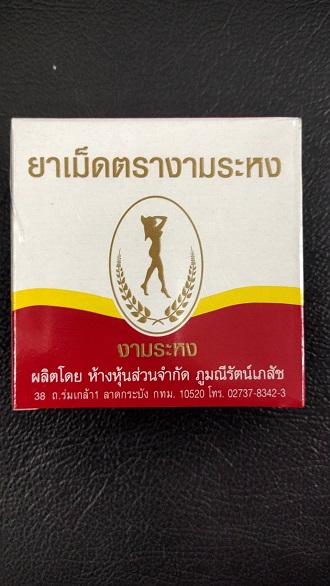 ยาเม็ดตรางามระหง
งามระหง
ผลิตโดย ห้างหุ้นส่วนจำกัด ภูมณีรัตน์เภสัช
38 ถ.ร่มเกล้า1 ลาดกระบัง กทม. 10520 โทร. 02737-8342-3